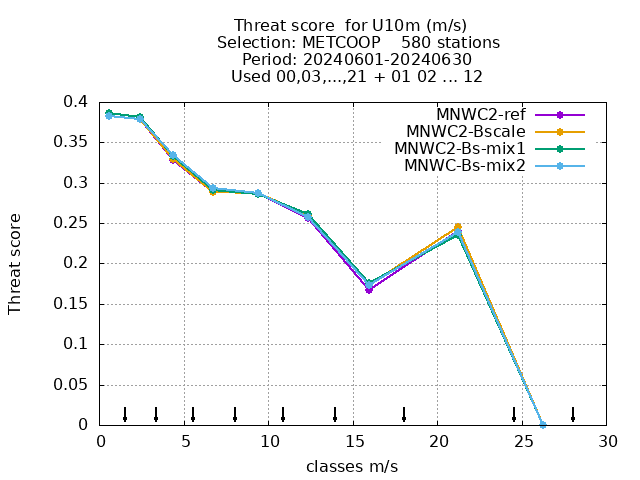 Threat score  for U10m (m/s)
Selection: METCOOP    580 stations
Period: 20240601-20240630
Used 00,03,...,21 + 01 02 ... 12
MNWC2-ref
MNWC2-Bscale
MNWC2-Bs-mix1
MNWC-Bs-mix2
Threat score
0.4
0.35
0.3
0.25
0.2
0.15
0.1
0.05
0
0 5 10 15 20 25 30
classes m/s